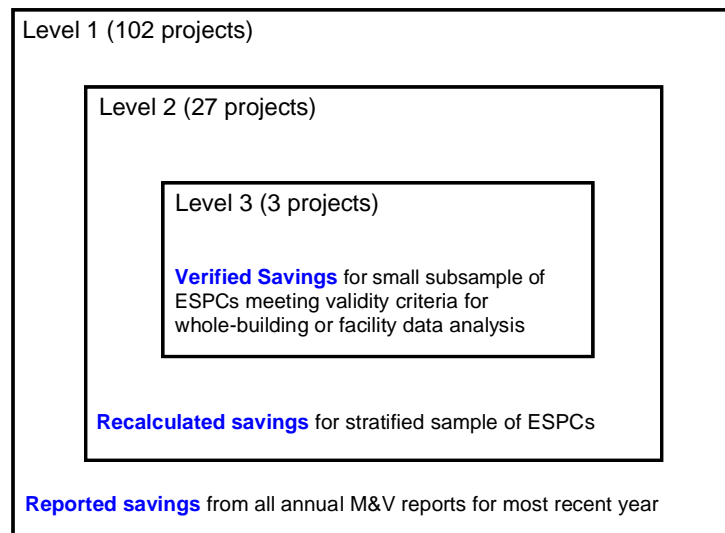 Level 1 (102 projects)
Level 2 (27 projects)
Level 3 (3 projects)
Verified Savings for small subsample of
ESPCs meeting validity criteria for
whole-building or facility data analysis
Recalculated savings for stratified sample of ESPCs
Reported savings from all annual M&V reports for most recent year